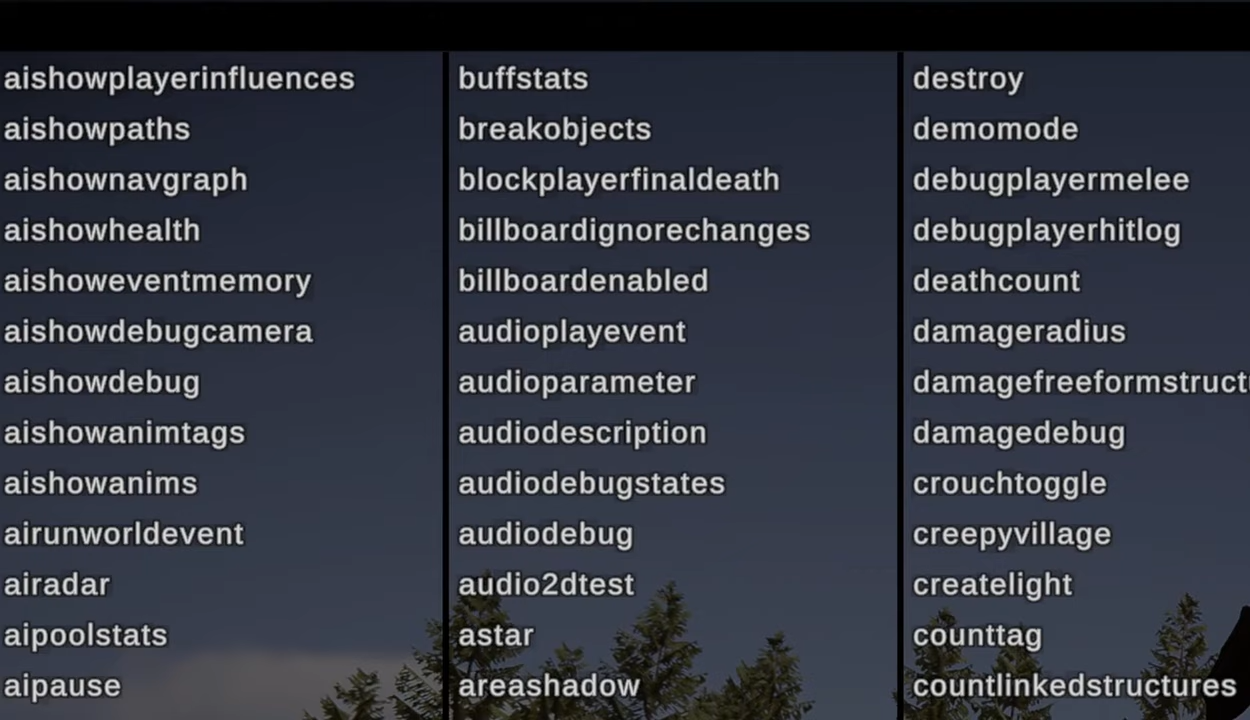 aishowplayerinfluences
aishowpaths
aishownavgraph
aishowhealth
aishoweventmemory
aishowdebugcamera
aishowdebug
aishowanimtags
aishowanims
airunworldevent
airadar
aipoolstats
aipause
buffstats
breakobjects
blockplayerfinaldeath
billboardignorechanges
billboardenabled
audioplayevent
audioparameter
audiodescription
audiodebugstates
audiodebug
audio2dtest
astar
areashadow
destroy
demomode
debugplayermelee
debugplayerhitlog
deathcount
damageradius
damagefreeformstruct
damagedebug
crouchtoggle
creepyvillage
createlight
counttag
countlinkedstructures